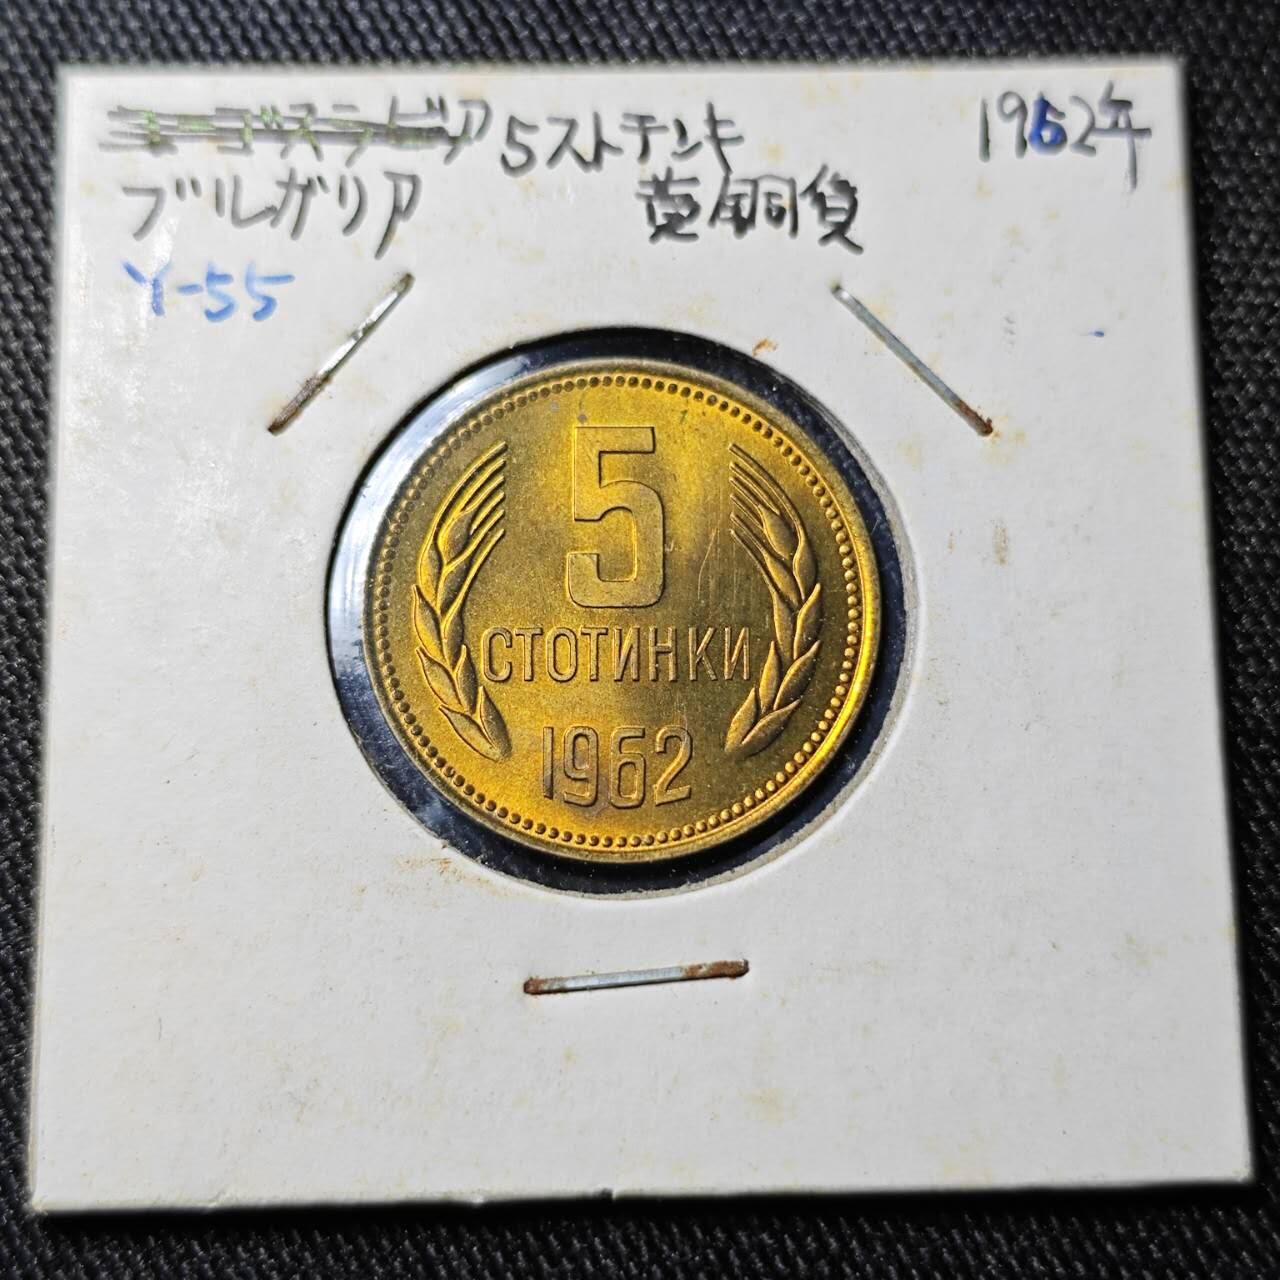 ユーゴスラビア 5ストテンキ 1962年
ブルガリア 黄銅貨
Y-55
5
СТОТИНКИ
1962